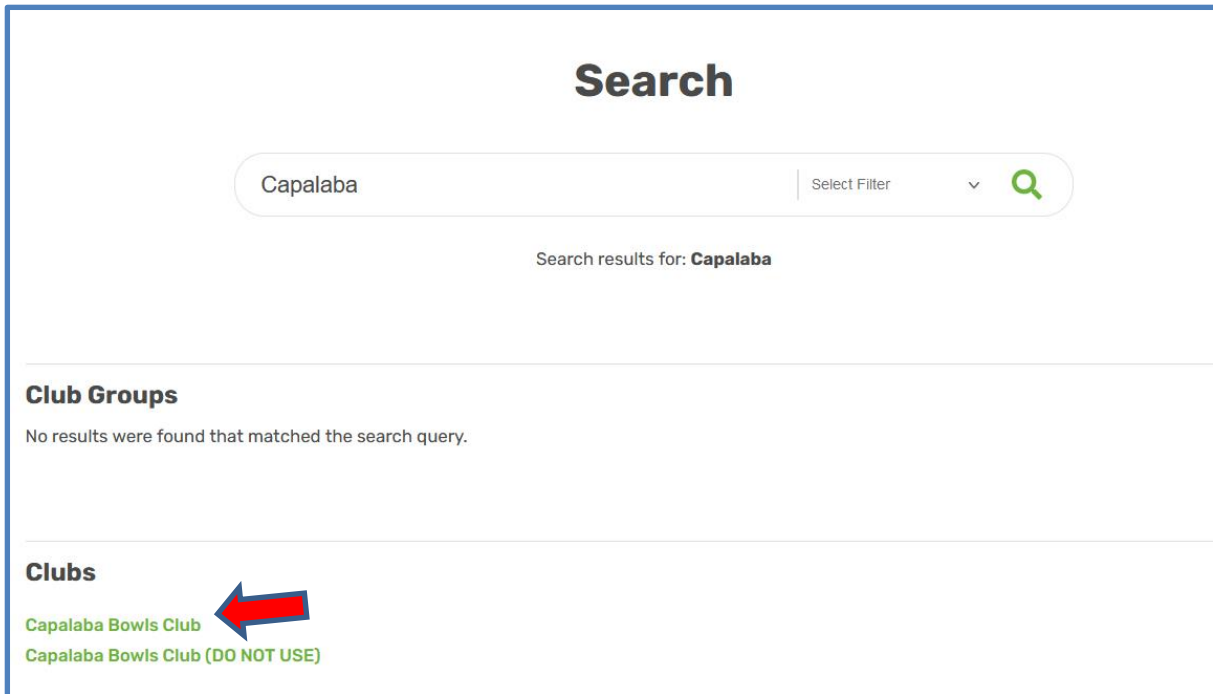 Search
Capalaba Select Filter
Search results for: Capalaba
Club Groups
No results were found that matched the search query.
Clubs
Capalaba Bowls Club
Capalaba Bowls Club (DO NOT USE)